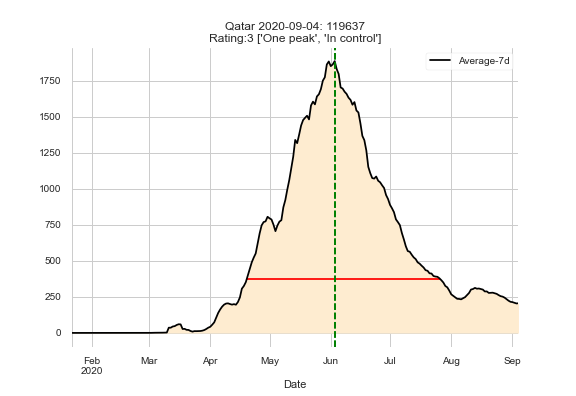 Qatar 2020-09-04: 119637
Rating:3 ['One peak', 'In control']
Average-7d
1750
1500
1250
1000
750
500
250
0
Feb Mar Apr May Jun Jul Aug Sep
2020
Date